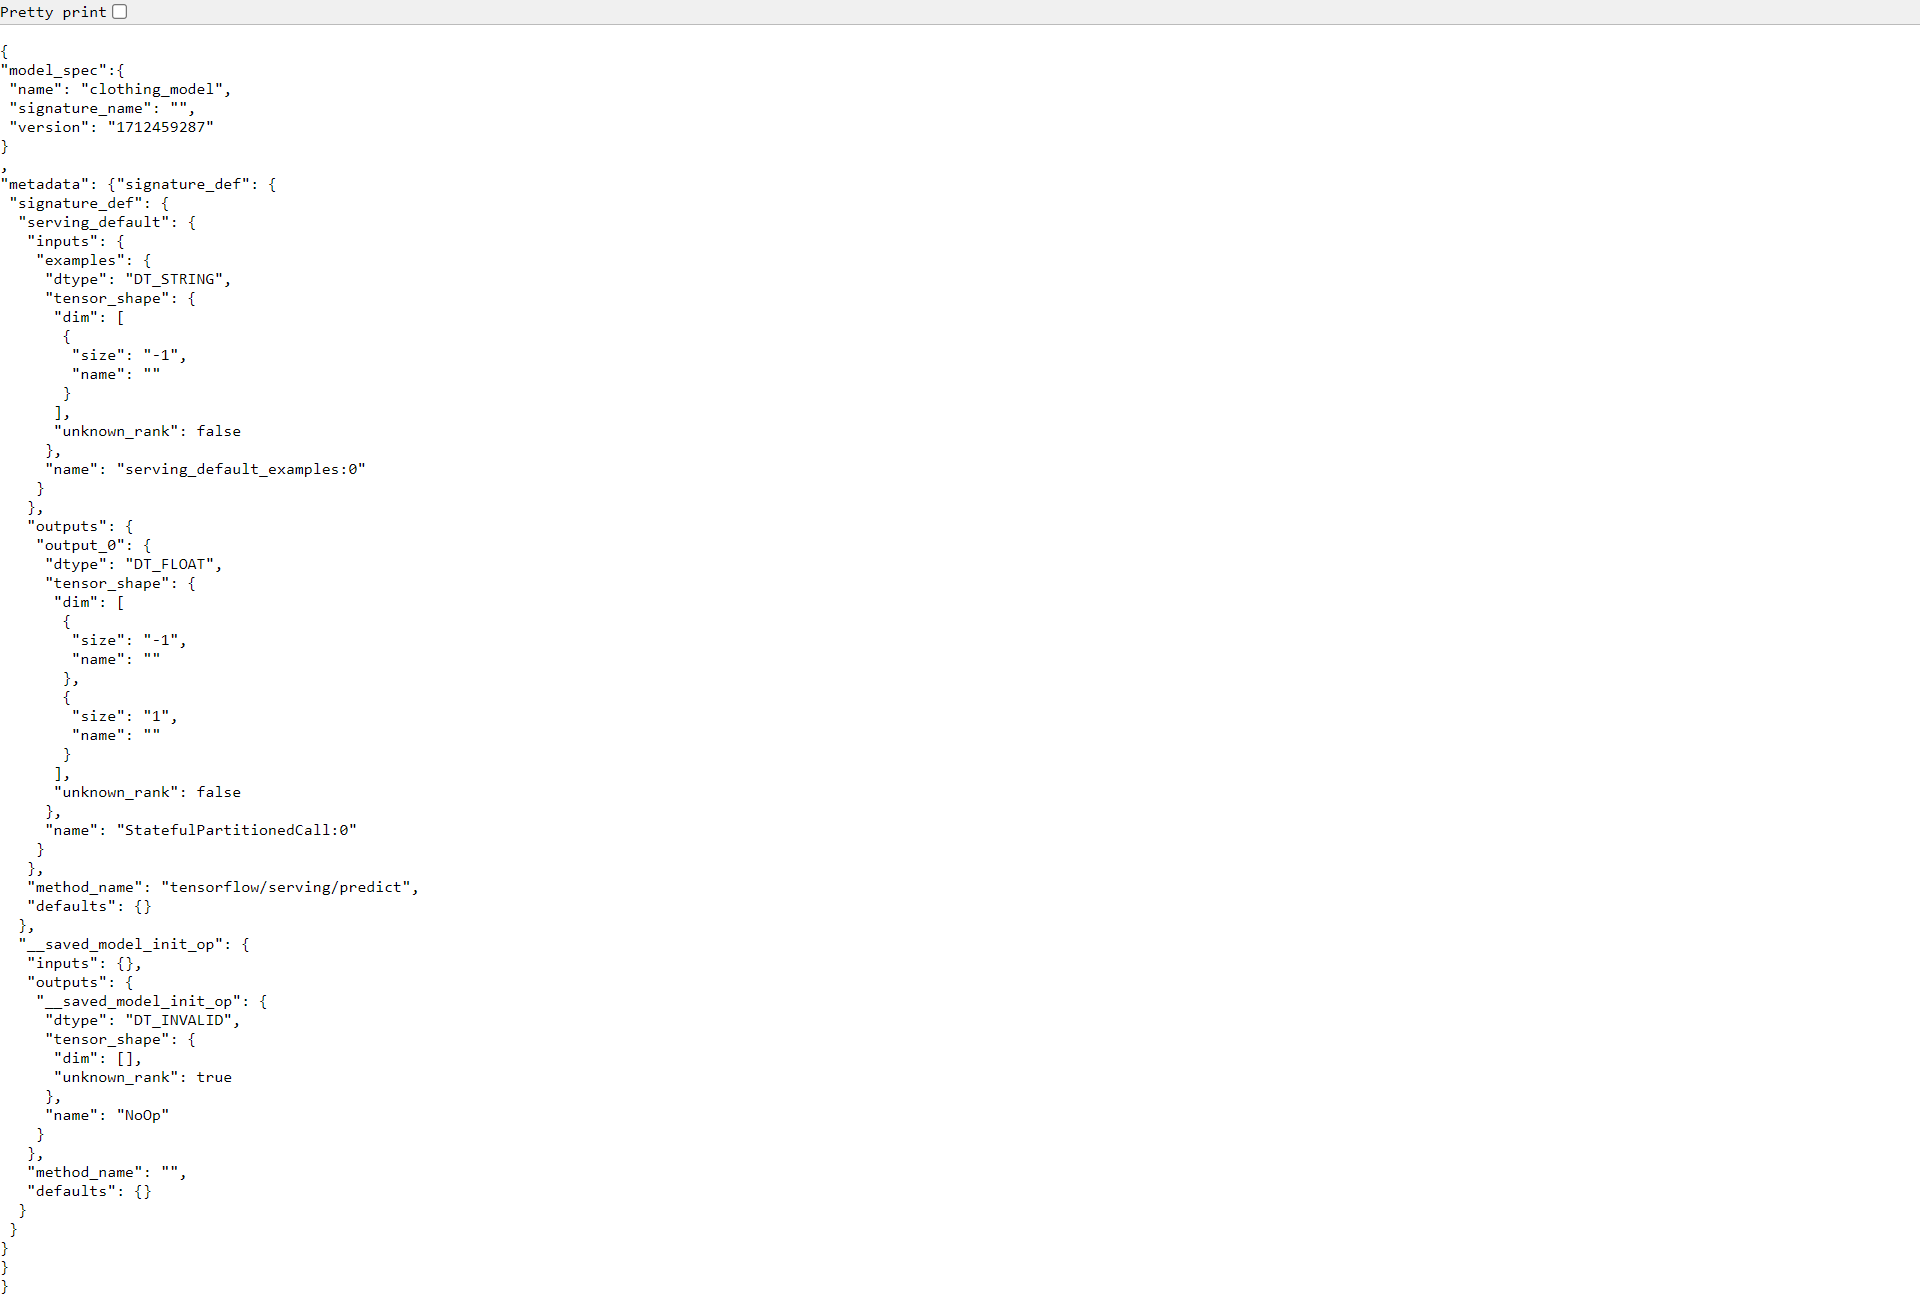 Pretty print
{
"model_spec":{
 "name": "clothing_model",
 "signature_name": "",
 "version": "1712459287"
}
,
"metadata": {"signature_def": {
 "signature_def": {
  "serving_default": {
   "inputs": {
    "examples": {
     "dtype": "DT_STRING",
     "tensor_shape": {
      "dim": [
       {
        "size": "-1",
        "name": ""
       }
      ],
      "unknown_rank": false
     },
     "name": "serving_default_examples:0"
    }
   },
   "outputs": {
    "output_0": {
     "dtype": "DT_FLOAT",
     "tensor_shape": {
      "dim": [
       {
        "size": "-1",
        "name": ""
       },
       {
        "size": "1",
        "name": ""
       }
      ],
      "unknown_rank": false
     },
     "name": "StatefulPartitionedCall:0"
    }
   },
   "method_name": "tensorflow/serving/predict",
   "defaults": {}
  },
  "__saved_model_init_op": {
   "inputs": {},
   "outputs": {
    "__saved_model_init_op": {
     "dtype": "DT_INVALID",
     "tensor_shape": {
      "dim": [],
      "unknown_rank": true
     },
     "name": "NoOp"
    }
   },
   "method_name": "",
   "defaults": {}
  }
 }
}
}
}